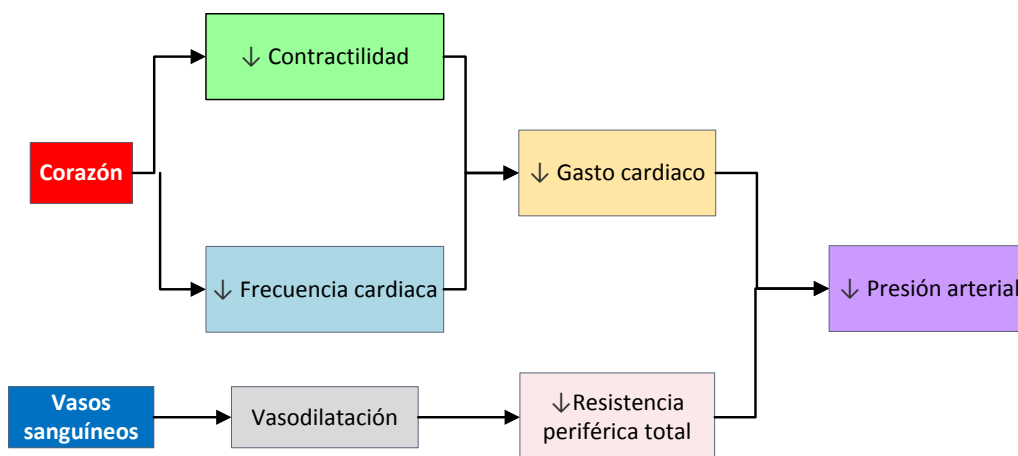 ↓ Contractilidad
Corazón
↓ Gasto cardiaco
↓ Frecuencia cardiaca
↓ Presión arterial
Vasos
sanguíneos
Vasodilatación
↓Resistencia
periférica total